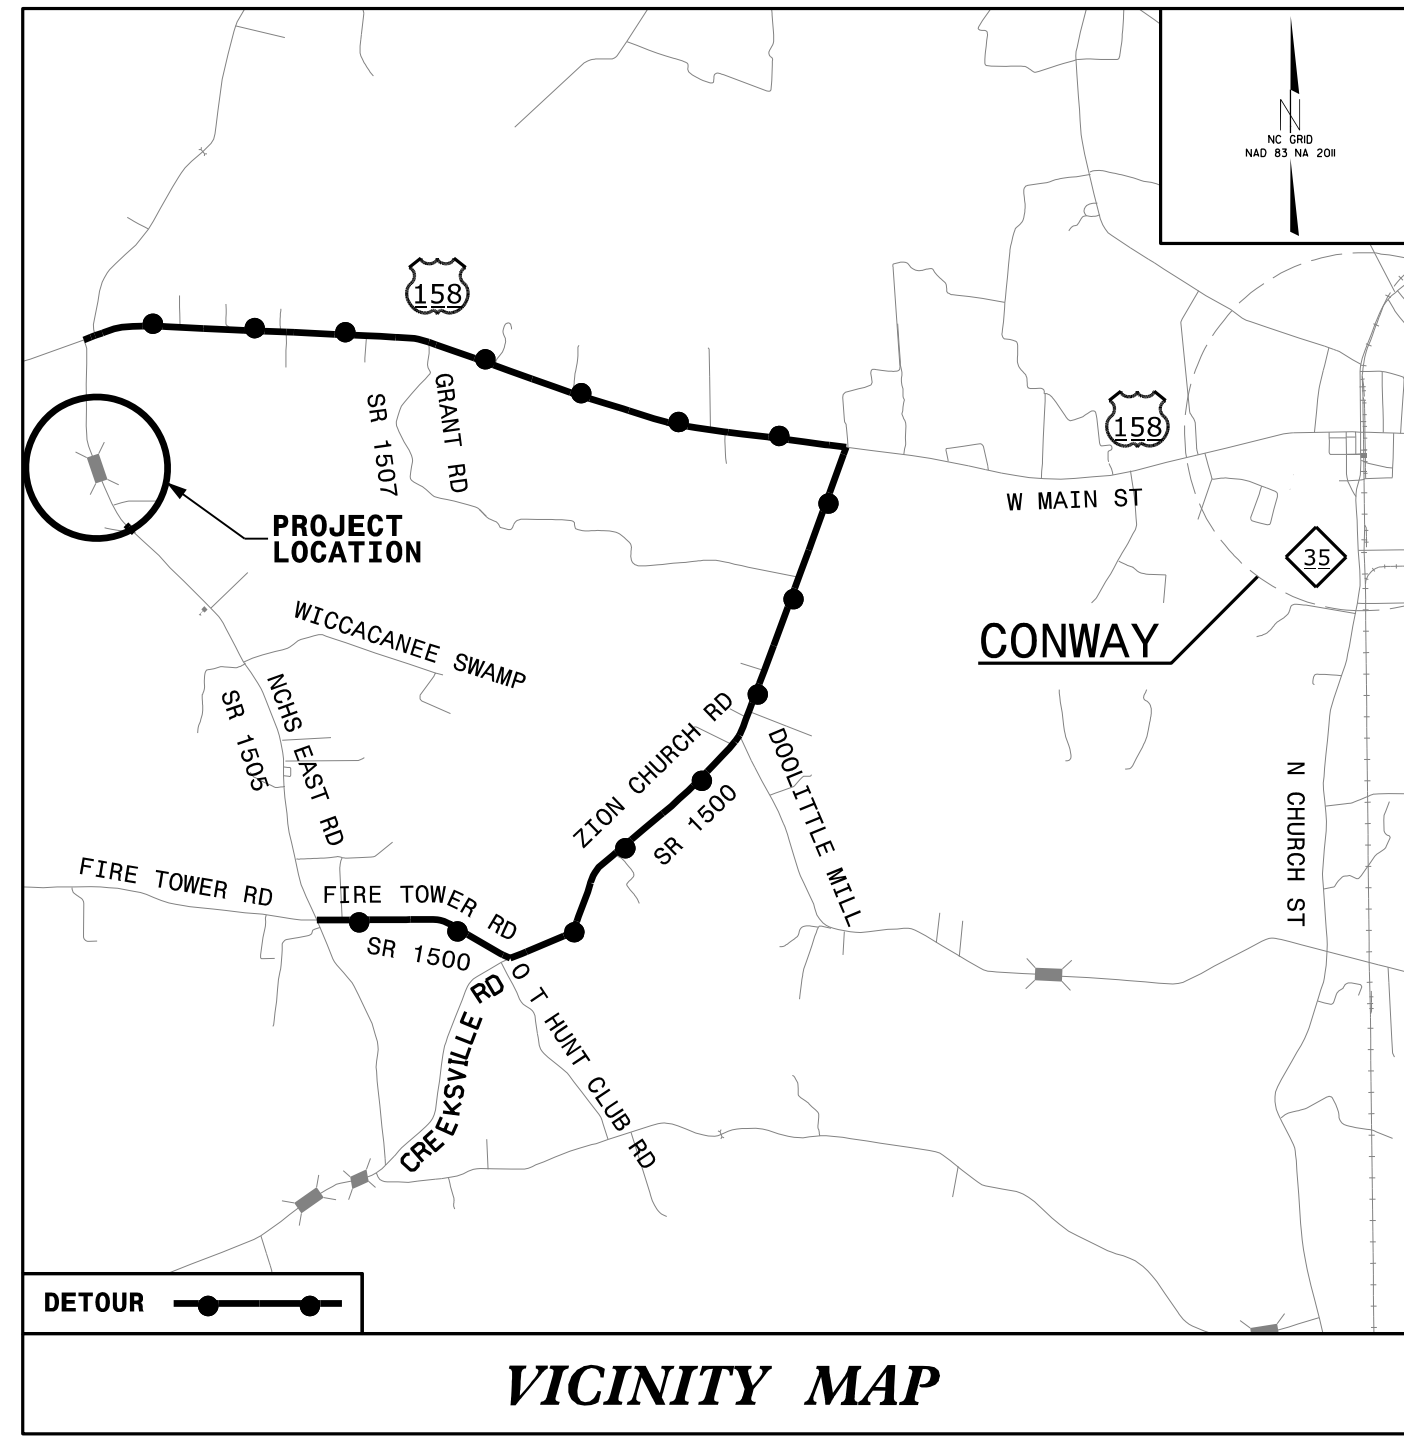 NC GRID
NAD 83 NA 2011
N
158
GRANT RD
SR 1507
158
W MAIN ST
PROJECT
LOCATION
35
WICCACANEE SWAMP
CONWAY
NCHS EAST RD
SR 1505
ZION CHURCH RD
SR 1500
DOOLITTLE MILL
N CHURCH ST
FIRE TOWER RD
FIRE TOWER RD
SR 1500
CREEKSVILLE RD
O T HUNT CLUB RD
DETOUR
VICINITY MAP